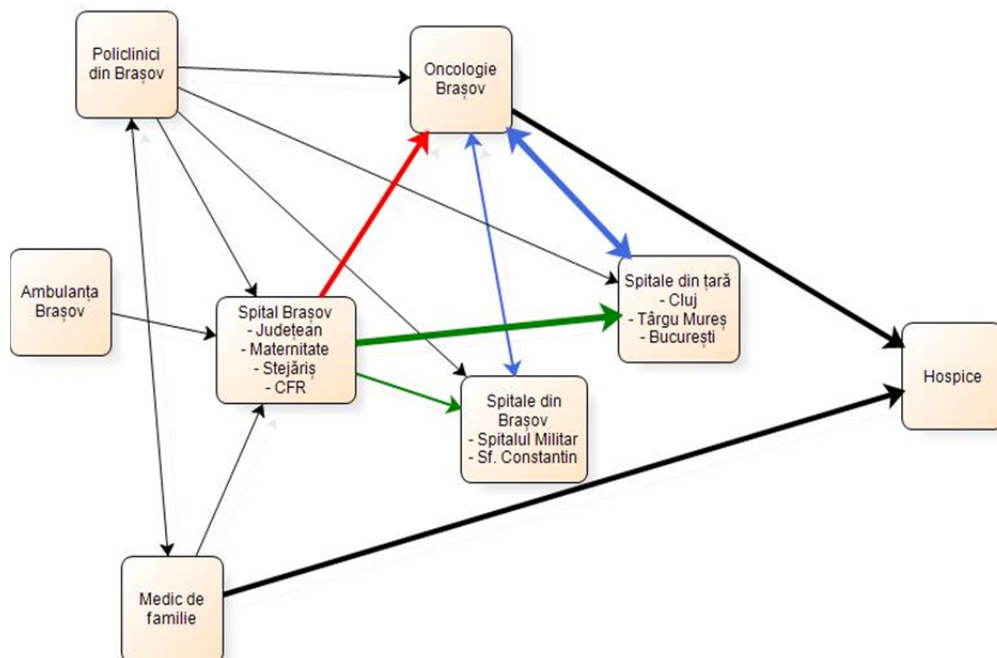 Policlinici
din Brașov
Oncologie
Brașov
Ambulanța
Brașov
Spital Brașov
- Județean
- Maternitate
- Stejăriș
- CFR
Spitale din țară
- Cluj
- Târgu Mureș
- București
Spitale din
Brașov
- Spitalul Militar
- Sf. Constantin
Hospice
Medic de
familie